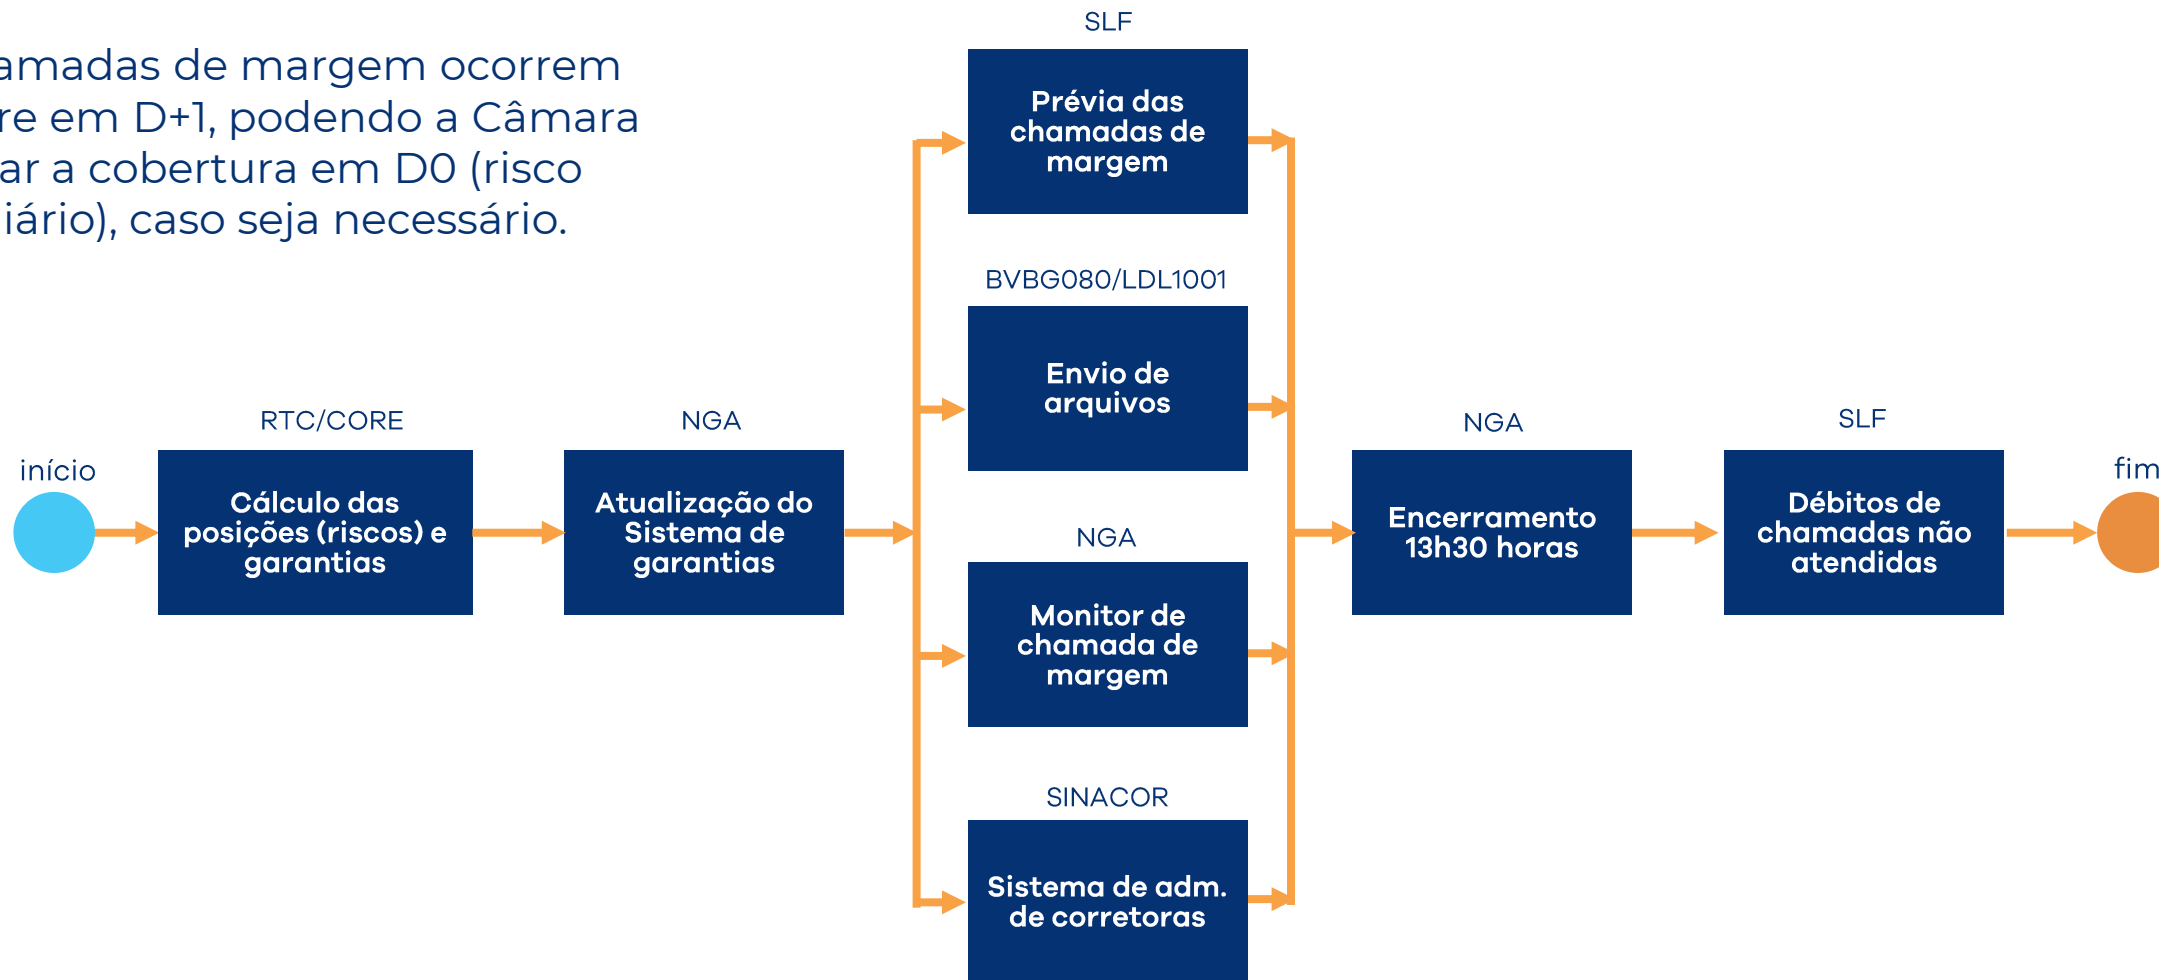 amadas de margem ocorrem
re em D+1, podendo a Câmara
ar a cobertura em D0 (risco
iário), caso seja necessário.
SLF
Prévia das
chamadas de
margem
BVBG080/LDL1001
Envio de
arquivos
RTC/CORE
NGA
NGA
SLF
início
fim
Cálculo das
posições (riscos) e
garantias
Atualização do
Sistema de
garantias
Encerramento
13h30 horas
Débitos de
chamadas não
atendidas
NGA
Monitor de
chamada de
margem
SINACOR
Sistema de adm.
de corretoras